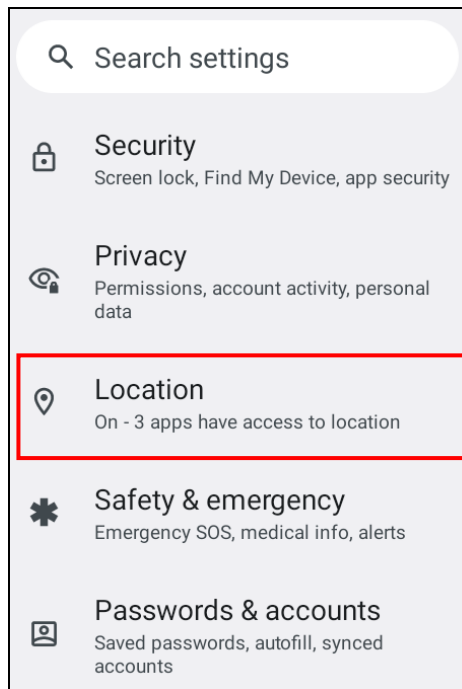 Search settings
Security
Screen lock, Find My Device, app security
Privacy
Permissions, account activity, personal
data
Location
On - 3 apps have access to location
Safety & emergency
Emergency SOS, medical info, alerts
Passwords & accounts
Saved passwords, autofill, synced
accounts